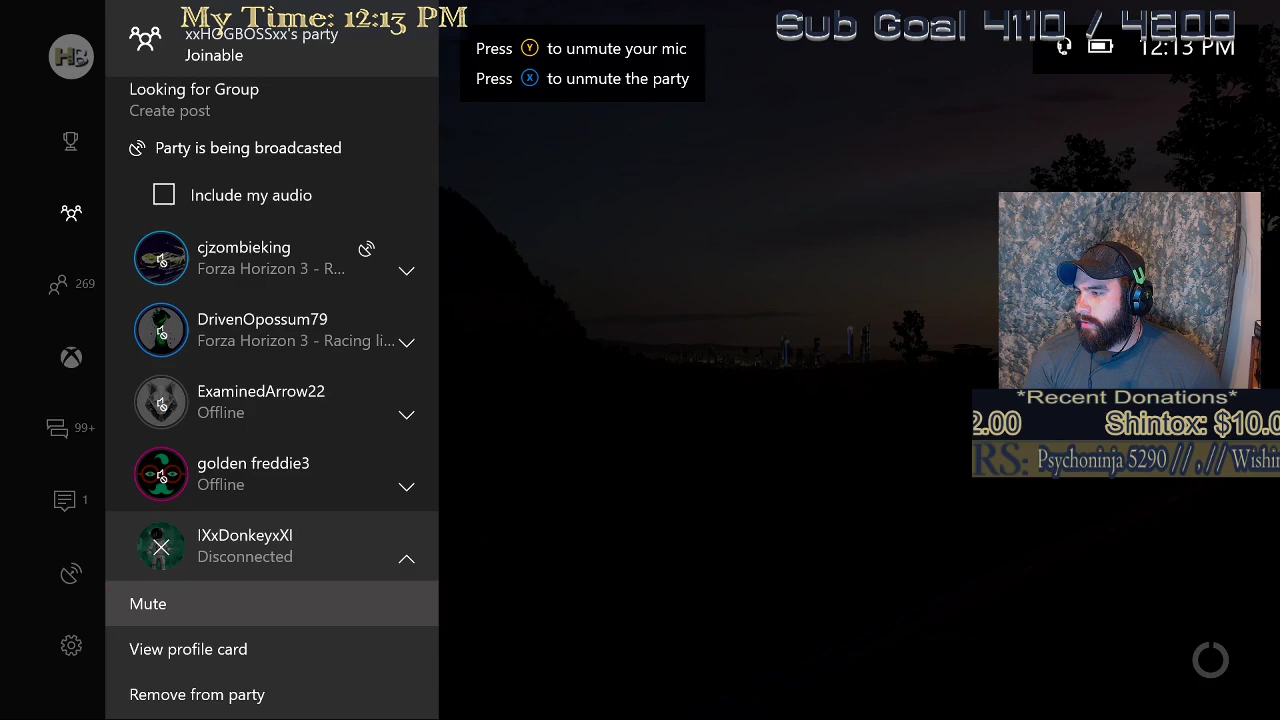 My Time: 12:13 PM
Sub Goal 4110 / 4200
xxHOGBOSSxx's party
Joinable
12:13 PM
Press Y to unmute your mic
Press X to unmute the party
HB
Looking for Group
Create post
Party is being broadcasted
Include my audio
cjzombieking
Forza Horizon 3 - R...
DrivenOpossum79
Forza Horizon 3 - Racing li...
269
ExaminedArrow22
Offline
99+
golden freddie3
Offline
1
IXxDonkeyxXI
Disconnected
Mute
View profile card
Remove from party
*Recent Donations*
2.00 Shintox: $10.0
RS: Psychoninja 5290 // . // Wishin